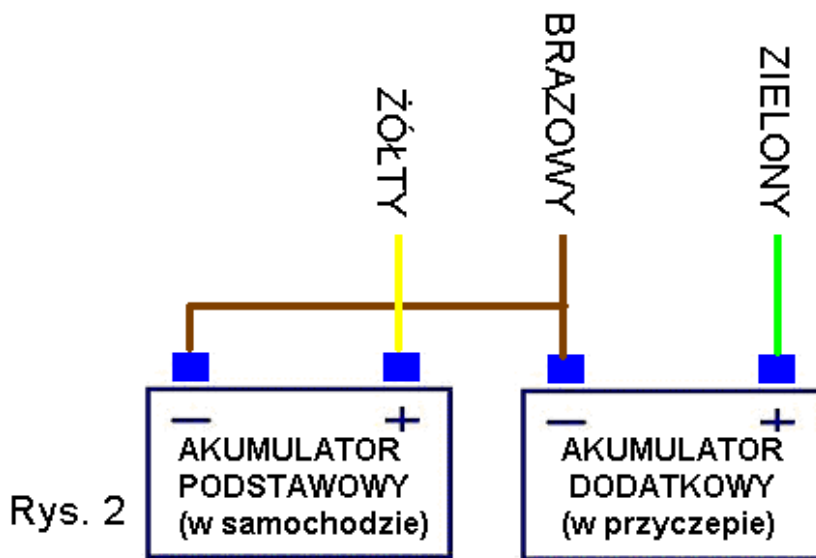 ŻÓŁTY
BRĄZOWY
ZIELONY
— + — +
AKUMULATOR
PODSTAWOWY
(w samochodzie)
AKUMULATOR
DODATKOWY
(w przyczepie)
Rys. 2